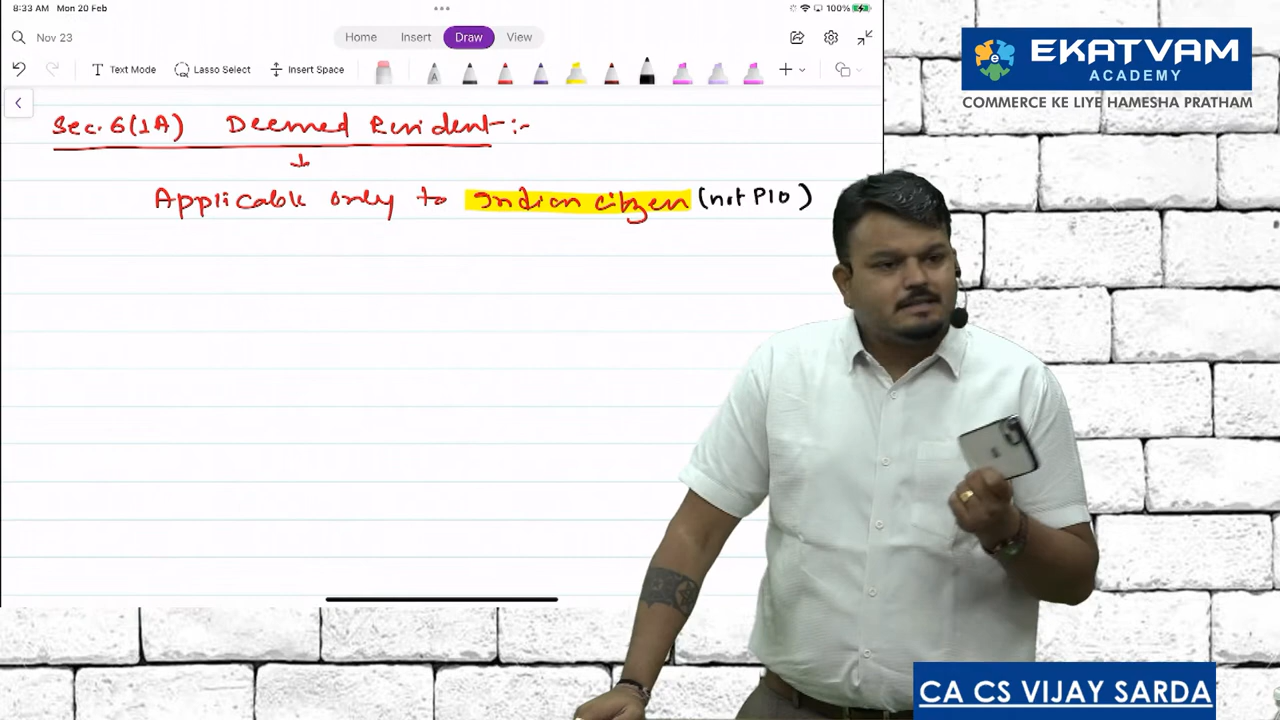 8:33 AM Mon 20 Feb
100%
Nov 23
Home Insert Draw View
Text Mode Lasso Select Insert Space
Sec. 6(1A) Deemed Resident :-
Applicable only to Indian citizen (not PIO)
EKATVAM
ACADEMY
COMMERCE KE LIYE HAMESHA PRATHAM
CA CS VIJAY SARDA